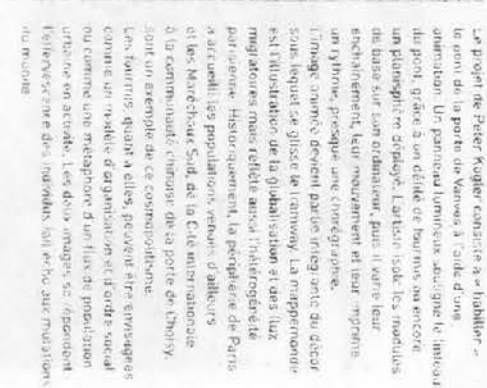 Le projet de Peter Kogler consiste à « habiller »
le pont de la porte de Vanves à l'aide d'une
animation. Un panneau lumineux souligne le linteau
du pont, grâce à un défilé de fourmis ou encore
un planisphère déployé. L'artiste isole les modules
de base sur son ordinateur, puis il varie leur
enchaînement, leur mouvement et leur imprime
un rythme, presque une chorégraphie.
L'image animée devient partie intégrante du décor
sous lequel se glisse le tramway. La mappemonde
est l'illustration de la globalisation et des flux
migratoires mais reflète aussi l'hétérogénéité
parisienne. Historiquement, la périphérie de Paris
a accueilli les populations venues d'ailleurs
et les Maréchaux Sud, de la Cité internationale
à la communauté chinoise de la porte de Choisy,
sont un exemple de ce cosmopolitisme.
Les fourmis, quant à elles, peuvent être envisagées
comme un modèle d'organisation et d'ordre social
ou comme une métaphore d'un flux de population
urbaine en activité. Les deux images se répondent :
l'effervescence des individus fait écho aux mutations
du monde